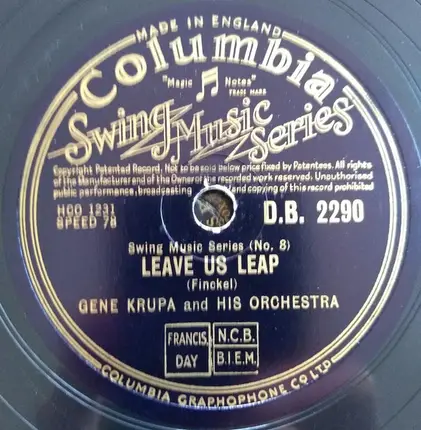 MADE IN ENGLAND
Columbia
"Magic Notes"
TRADE MARK
Swing Music Series
Copyright Patented Record. Not to be sold below price fixed by Patentees. All rights
of the Manufacturer and of the Owner of the recorded work reserved. Unauthorised
public performance, broadcasting and copying of this record prohibited
HCO 1231
SPEED 78
D.B. 2290
Swing Music Series (No. 8)
LEAVE US LEAP
(Finckel)
GENE KRUPA and HIS ORCHESTRA
FRANCIS, DAY
N.C.B.
B.I.E.M.
COLUMBIA GRAPHOPHONE CO LTD